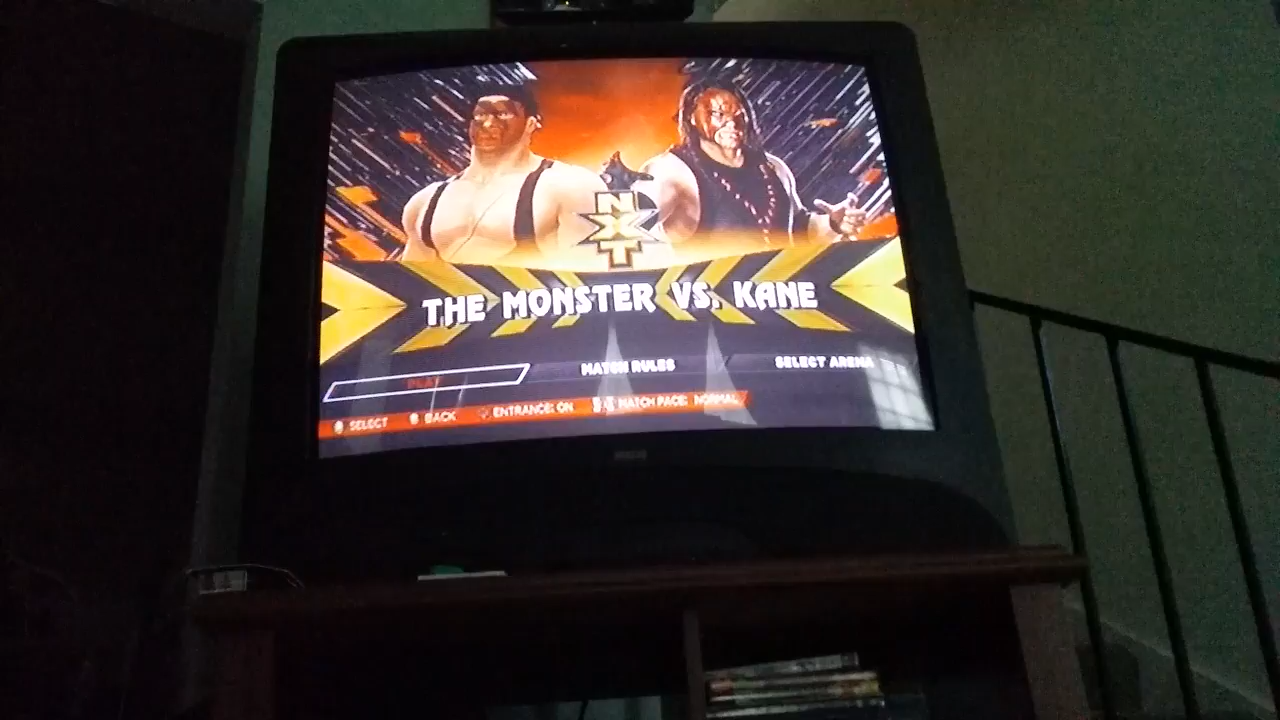 NXT
THE MONSTER VS. KANE
PLAY
MATCH RULES
SELECT ARENA
SELECT
BACK
ENTRANCE: ON
MATCH PACE: NORMAL